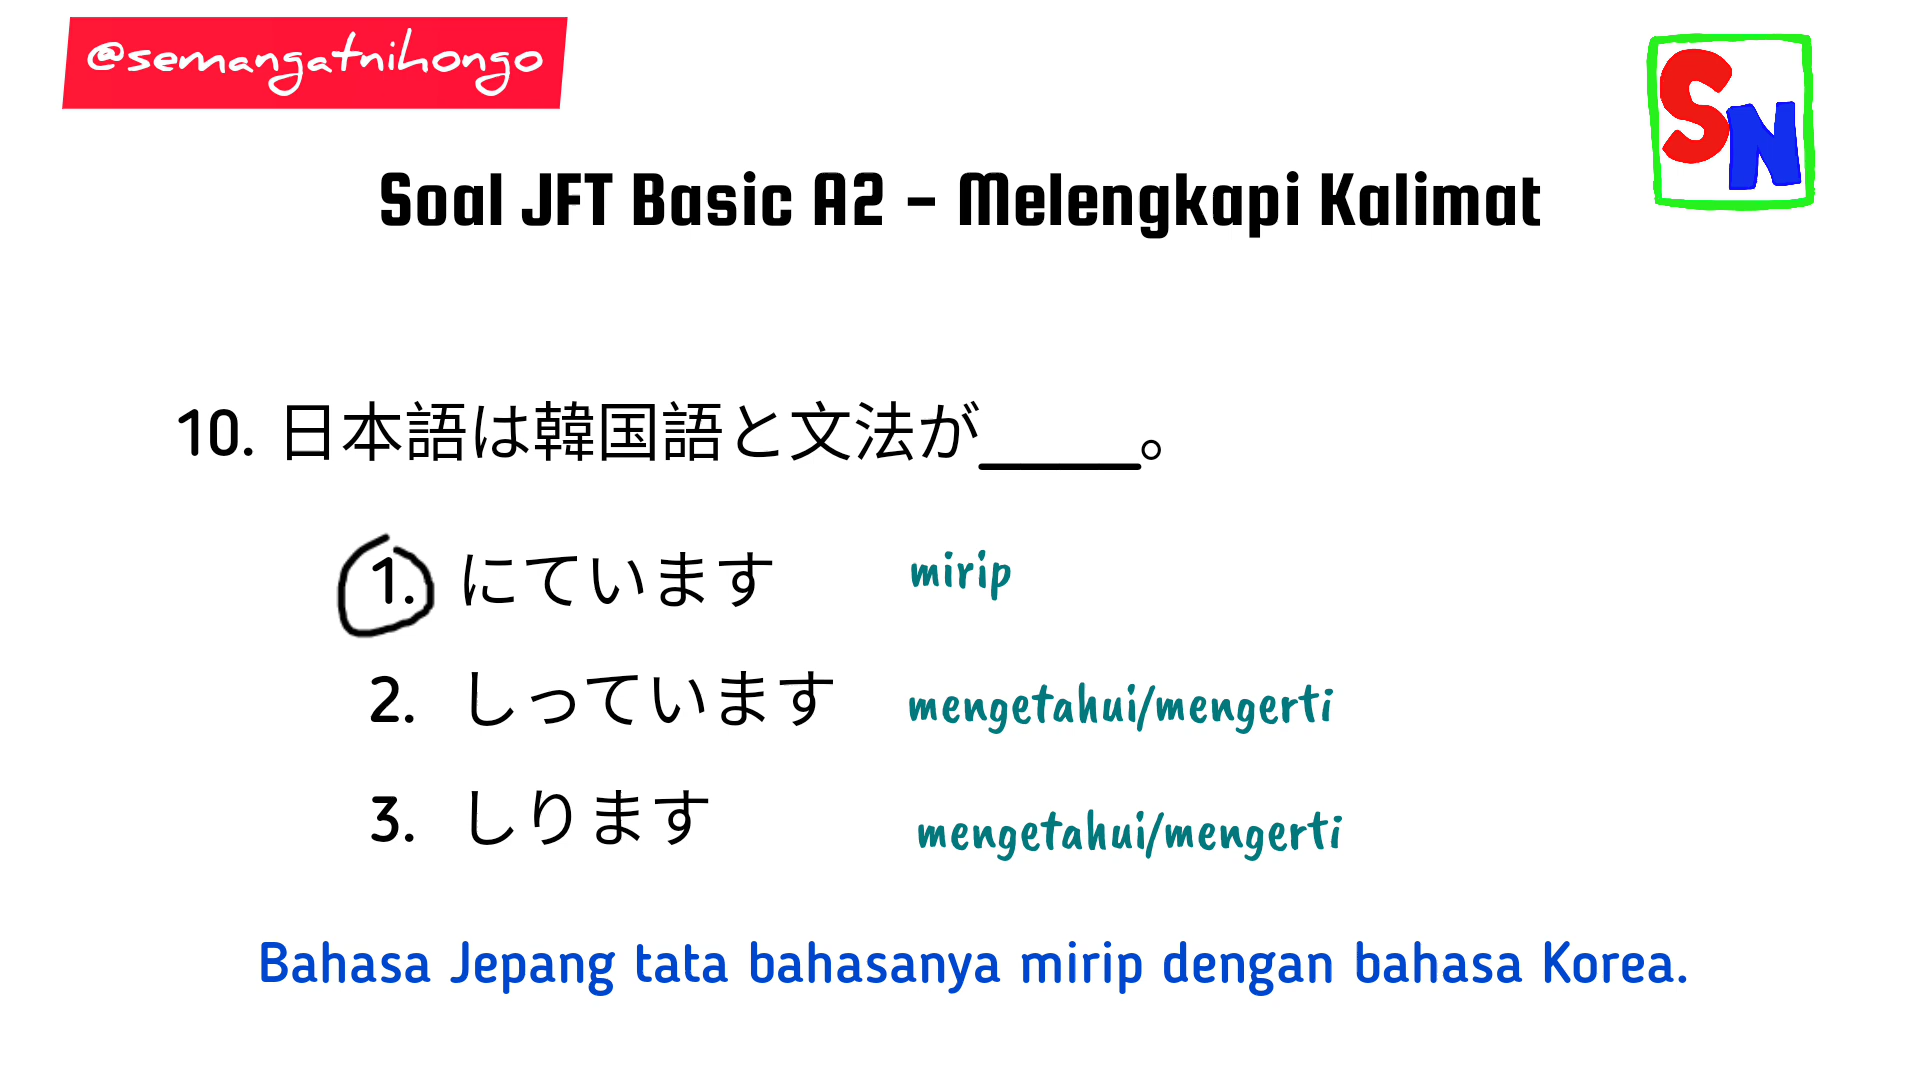 @semangatnihongo
SN
Soal JFT Basic A2 - Melengkapi Kalimat
10. 日本語は韓国語と文法が_____。
1. にています mirip
2. しっています mengetahui/mengerti
3. しります mengetahui/mengerti
Bahasa Jepang tata bahasanya mirip dengan bahasa Korea.